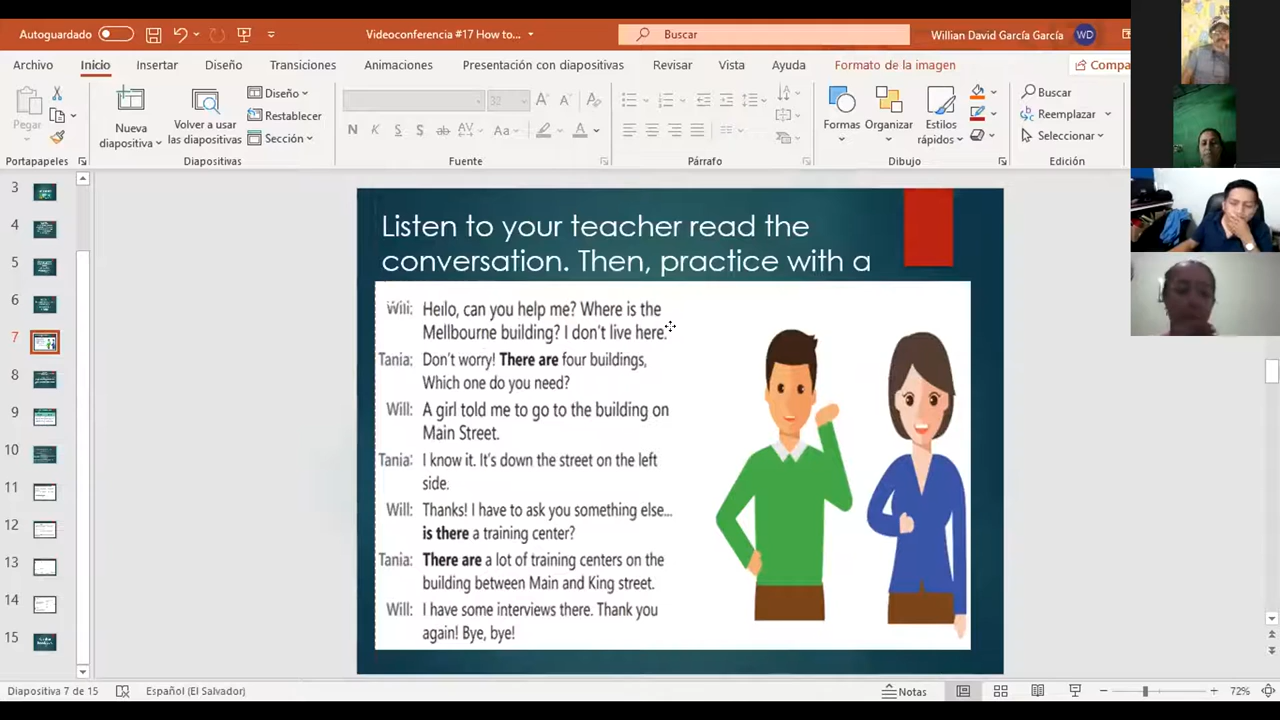 Autoguardado
Videoconferencia #17 How to...
Buscar
Willian David García García
WD
Archivo
Inicio
Insertar
Diseño
Transiciones
Animaciones
Presentación con diapositivas
Revisar
Vista
Ayuda
Formato de la imagen
Compa
Pegar
Nueva
diapositiva
Volver a usar
las diapositivas
Diseño
Restablecer
Sección
32
Formas
Organizar
Estilos
rápidos
Buscar
Reemplazar
Seleccionar
Portapapeles
Diapositivas
Fuente
Párrafo
Dibujo
Edición
3
4
5
6
7
8
9
10
11
12
13
14
15
Listen to your teacher read the
conversation. Then, practice with a
Will: Hello, can you help me? Where is the
Mellbourne building? I don't live here.
Tania: Don't worry! There are four buildings,
Which one do you need?
Will: A girl told me to go to the building on
Main Street.
Tania: I know it. It's down the street on the left
side.
Will: Thanks! I have to ask you something else...
is there a training center?
Tania: There are a lot of training centers on the
building between Main and King street.
Will: I have some interviews there. Thank you
again! Bye, bye!
Diapositiva 7 de 15
Español (El Salvador)
Notas
72%